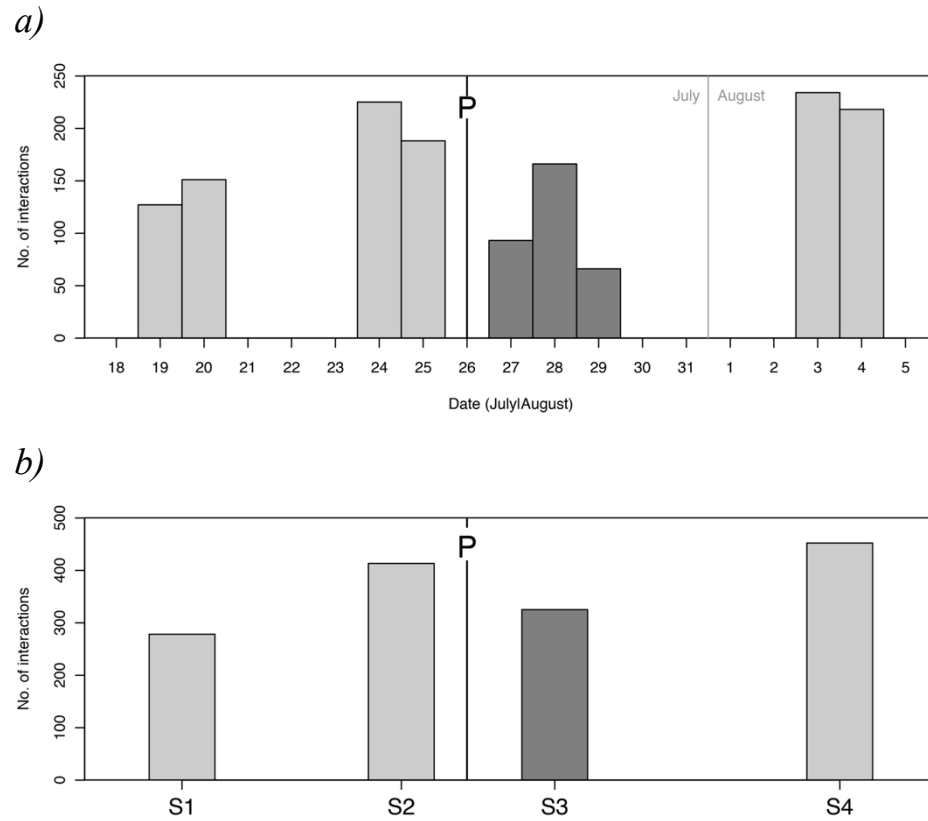 a)
250
200
150
100
50
0
No. of interactions
P
July August
18 19 20 21 22 23 24 25 26 27 28 29 30 31 1 2 3 4 5
Date (July|August)
b)
500
400
300
200
100
0
No. of interactions
P
S1 S2 S3 S4